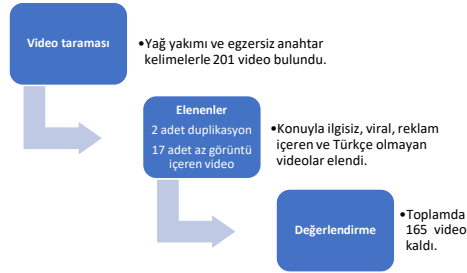 Video taraması
•Yağ yakımı ve egzersiz anahtar
kelimelerle 201 video bulundu.
Elenenler
2 adet duplikasyon
17 adet az görüntü
içeren video
•Konuyla ilgisiz, viral, reklam
içeren ve Türkçe olmayan
videolar elendi.
Değerlendirme
•Toplamda
165 video
kaldı.